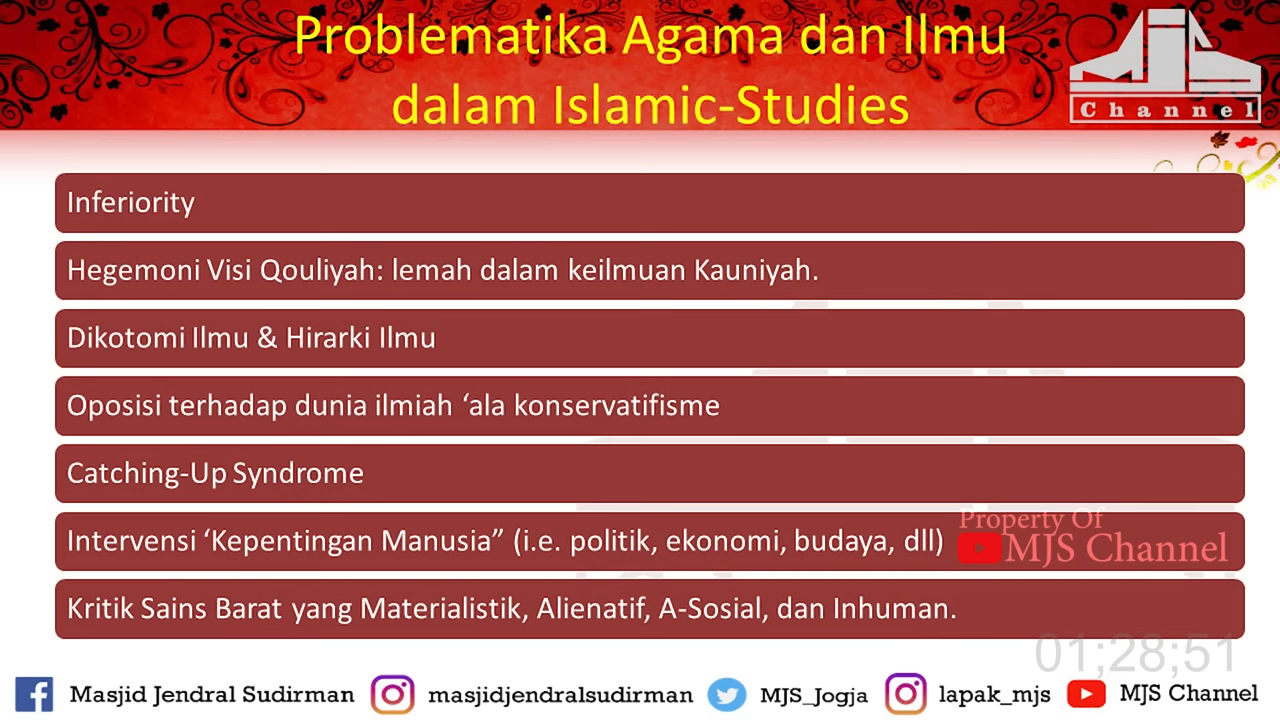 Problematika Agama dan Ilmu
dalam Islamic-Studies
MJS
Channel
Inferiority
Hegemoni Visi Qouliyah: lemah dalam keilmuan Kauniyah.
Dikotomi Ilmu & Hirarki Ilmu
Oposisi terhadap dunia ilmiah ‘ala konservatifisme
Catching-Up Syndrome
Intervensi ‘Kepentingan Manusia” (i.e. politik, ekonomi, budaya, dll)
Property Of
MJS Channel
Kritik Sains Barat yang Materialistik, Alienatif, A-Sosial, dan Inhuman.
01;28;51
Masjid Jendral Sudirman masjidjendralsudirman MJS_Jogja lapak_mjs MJS Channel